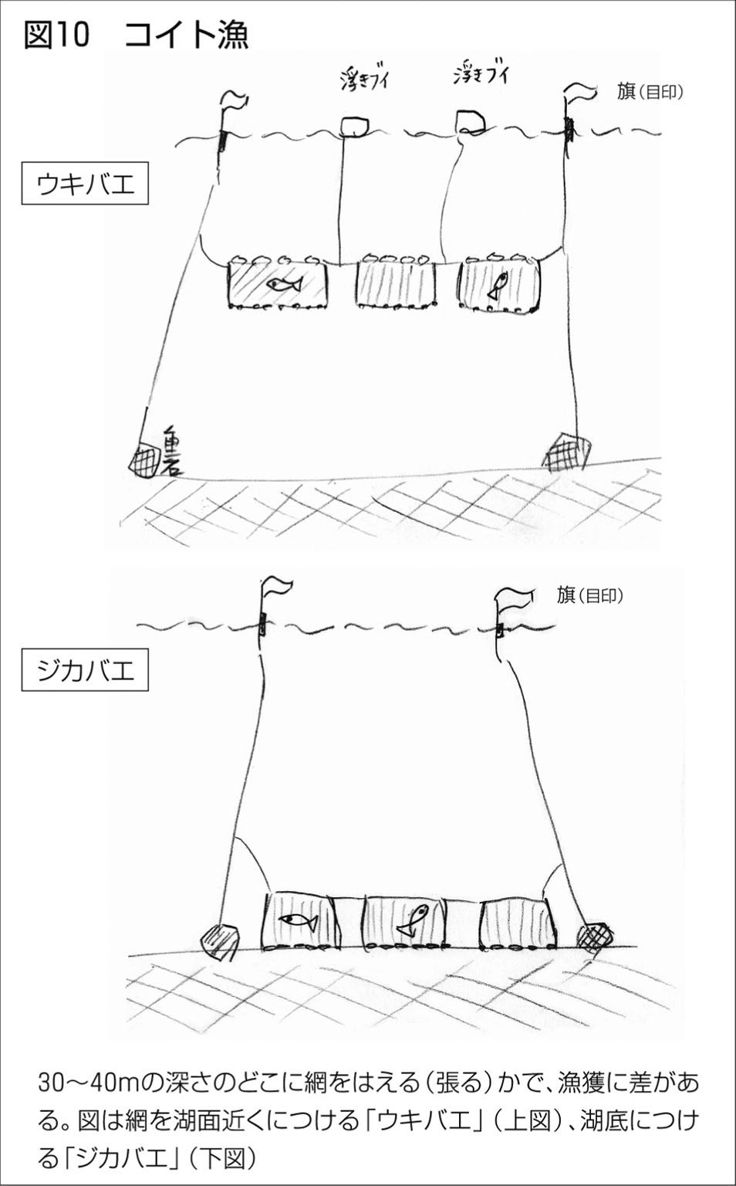 図10　コイト漁
浮きブイ
浮きブイ
旗（目印）
ウキバエ
旗（目印）
ジカバエ
30～40mの深さのどこに網をはえる（張る）かで、漁獲に差があ
る。図は網を湖面近くにつける「ウキバエ」（上図）、湖底につけ
る「ジカバエ」（下図）